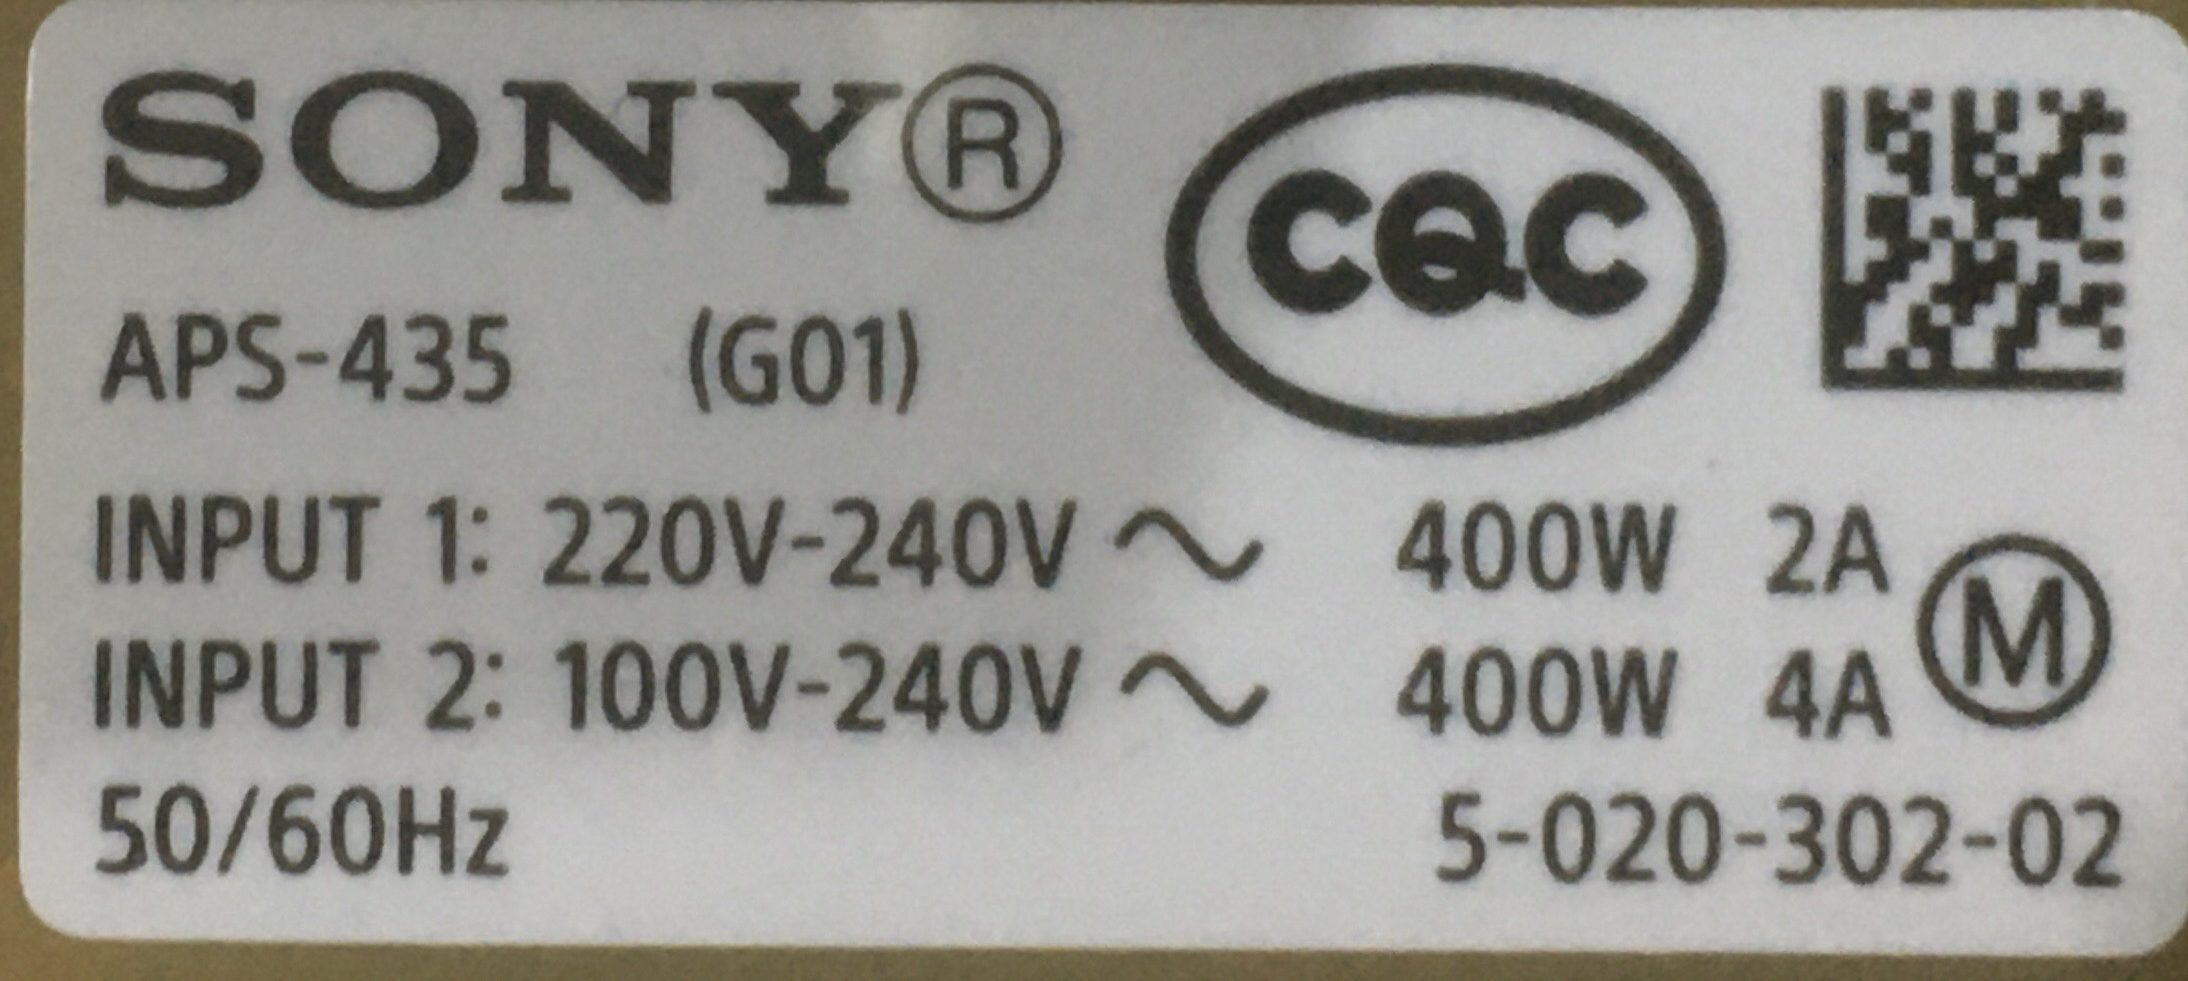 SONY®
CQC
APS-435 (G01)
INPUT 1: 220V-240V ~ 400W 2A
INPUT 2: 100V-240V ~ 400W 4A
M
50/60Hz 5-020-302-02